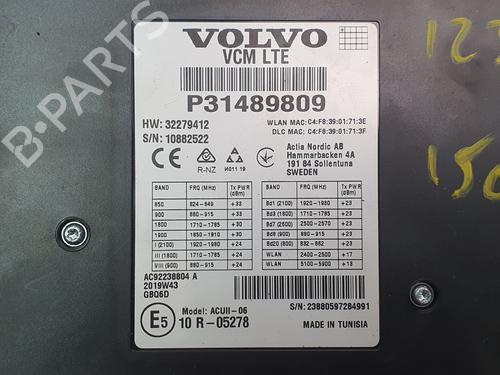 VOLVO
VCM LTE
P31489809
HW: 32279412
S/N: 10882522
WLAN MAC: C4:F8:39:01:71:3E
DLC MAC: C4:F8:39:01:71:3F
CE
R-NZ
И011 19
Actia Nordic AB
Hammarbacken 4A
191 84 Sollentuna
SWEDEN
BAND FRQ (MHz) Tx PWR (dBm) BAND FRQ (MHz) Tx PWR (dBm)
850 824-849 +33 Bd1 (2100) 1920-1980 +23
900 880-915 +33 Bd3 (1800) 1710-1785 +23
1800 1710-1785 +30 Bd7 (2600) 2500-2570 +23
1900 1850-1910 +30 Bd8 (900) 880-915 +23
I (2100) 1920-1980 +24 Bd20 (800) 832-862 +23
III (1800) 1710-1785 +24 WLAN 2400-2500 +17
VIII (900) 880-915 +24 WLAN 5100-5900 +13
AC92238804 A
2019W43
GBQ6D
S/N: 23880597284991
E5
Model: ACUII-06
10 R-05278
MADE IN TUNISIA
150
B-PARTS